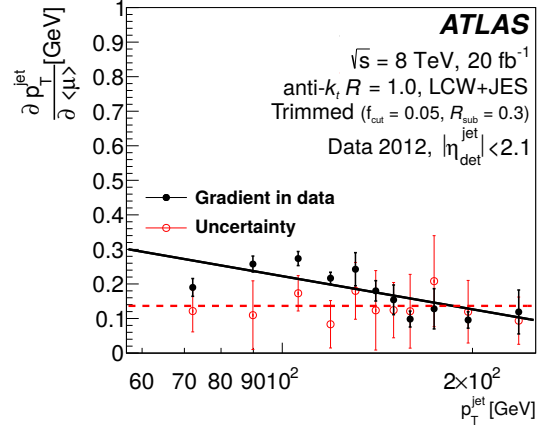 ATLAS
√s = 8 TeV, 20 fb⁻¹
anti-kₜ R = 1.0, LCW+JES
Trimmed (f_cut = 0.05, R_sub = 0.3)
Data 2012, |η_det^jet|<2.1
Gradient in data
Uncertainty
∂ p_T^jet / ∂ <μ> [GeV]
1
0.9
0.8
0.7
0.6
0.5
0.4
0.3
0.2
0.1
0
60 70 80 90 10² 2×10²
p_T^jet [GeV]